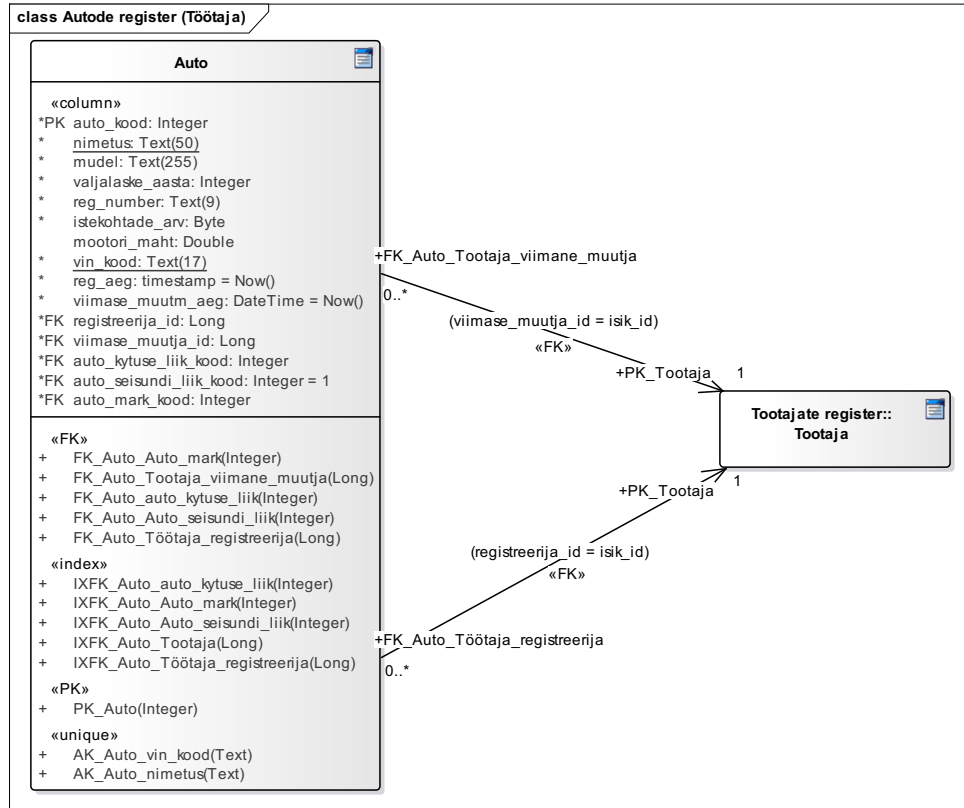 class Autode register (Töötaja)
Auto
«column»
*PK auto_kood: Integer
* nimetus: Text(50)
* mudel: Text(255)
* valjalaske_aasta: Integer
* reg_number: Text(9)
* istekohtade_arv: Byte
mootori_maht: Double
* vin_kood: Text(17)
* reg_aeg: timestamp = Now()
* viimase_muutm_aeg: DateTime = Now()
*FK registreerija_id: Long
*FK viimase_muutja_id: Long
*FK auto_kytuse_liik_kood: Integer
*FK auto_seisundi_liik_kood: Integer = 1
*FK auto_mark_kood: Integer
«FK»
+ FK_Auto_Auto_mark(Integer)
+ FK_Auto_Tootaja_viimane_muutja(Long)
+ FK_Auto_auto_kytuse_liik(Integer)
+ FK_Auto_Auto_seisundi_liik(Integer)
+ FK_Auto_Töötaja_registreerija(Long)
«index»
+ IXFK_Auto_auto_kytuse_liik(Integer)
+ IXFK_Auto_Auto_mark(Integer)
+ IXFK_Auto_Auto_seisundi_liik(Integer)
+ IXFK_Auto_Tootaja(Long)
+ IXFK_Auto_Töötaja_registreerija(Long)
«PK»
+ PK_Auto(Integer)
«unique»
+ AK_Auto_vin_kood(Text)
+ AK_Auto_nimetus(Text)
+FK_Auto_Tootaja_viimane_muutja
0..*
(viimase_muutja_id = isik_id)
«FK»
+PK_Tootaja 1
Tootajate register::
Tootaja
+PK_Tootaja 1
(registreerija_id = isik_id)
«FK»
+FK_Auto_Töötaja_registreerija
0..*